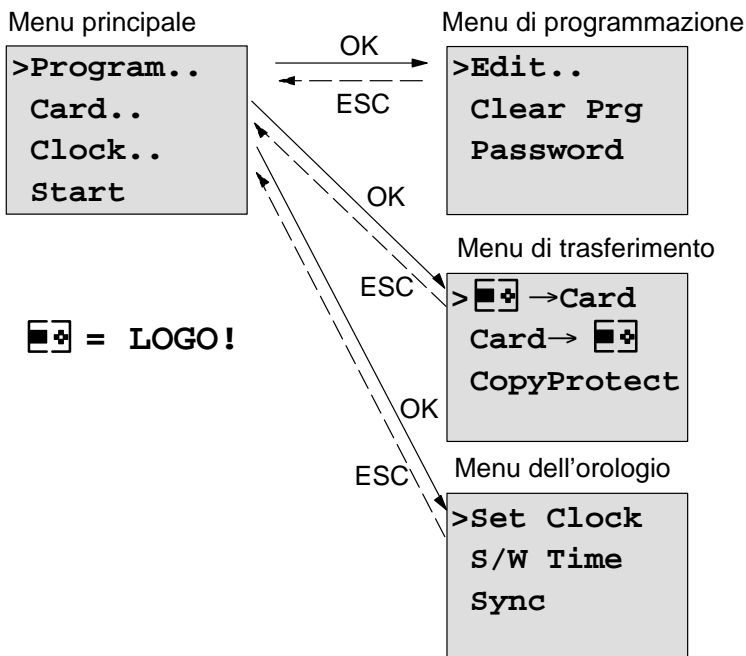 Menu principale
>Program..
Card..
Clock..
Start
OK
ESC
Menu di programmazione
>Edit..
Clear Prg
Password
OK
ESC
Menu di trasferimento
> →Card
Card→
CopyProtect
= LOGO!
OK
ESC
Menu dell'orologio
>Set Clock
S/W Time
Sync